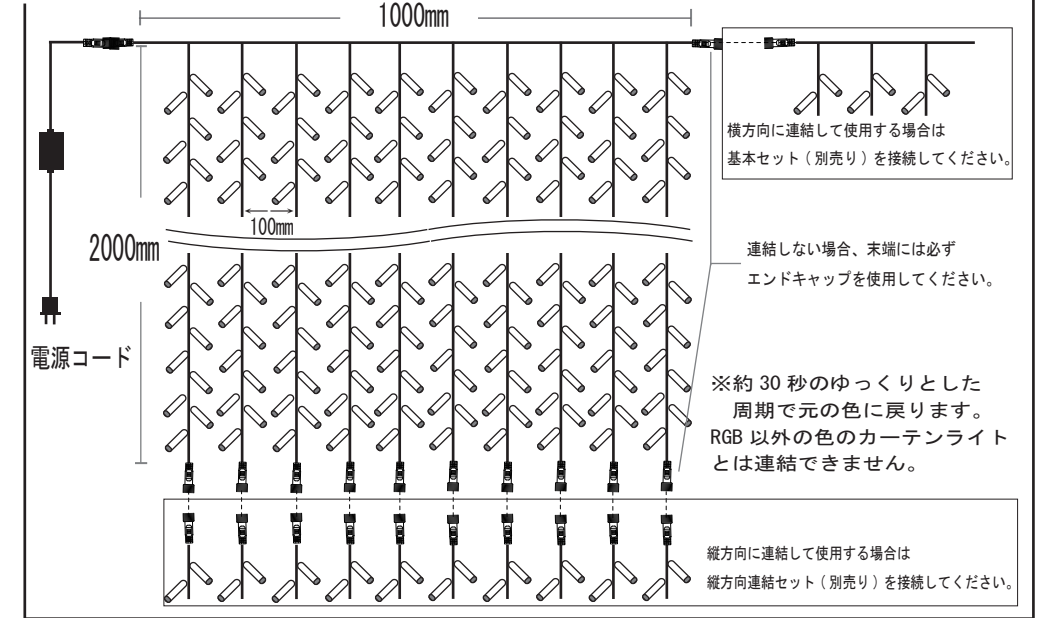 1000mm
横方向に連結して使用する場合は
基本セット（別売り）を接続してください。
100mm
2000mm
連結しない場合、末端には必ず
エンドキャップを使用してください。
電源コード
※約 30 秒のゆっくりとした
周期で元の色に戻ります。
RGB 以外の色のカーテンライト
とは連結できません。
縦方向に連結して使用する場合は
縦方向連結セット（別売り）を接続してください。